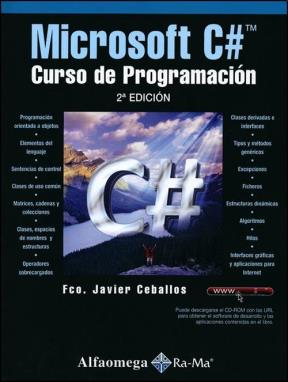 Microsoft C#™
Curso de Programación
2ª EDICIÓN
Programación
orientada a objetos
Elementos del
lenguaje
Sentencias de control
Clases de uso común
Matrices, cadenas y
colecciones
Clases, espacios
de nombres y
estructuras
Operadores
sobrecargados
Clases derivadas e
interfaces
Tipos y métodos
genéricos
Excepciones
Ficheros
Estructuras dinámicas
Algoritmos
Hilos
Interfaces gráficas
y aplicaciones para
Internet
C#
Fco. Javier Ceballos
www
Puede descargarse el CD-ROM con las URL
para obtener el software de desarrollo y las
aplicaciones contenidas en el libro.
Alfaomega Ra-Ma®